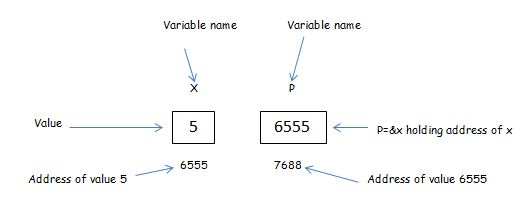 Variable name
Variable name
X
P
Value
5
6555
P=&x holding address of x
6555
7688
Address of value 5
Address of value 6555